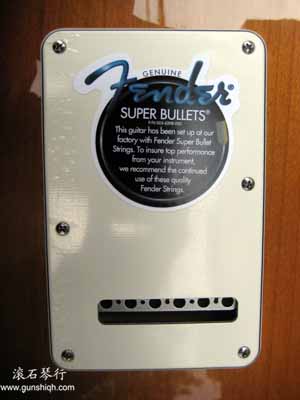 GENUINE
Fender
SUPER BULLETS®
This guitar has been set up at our
factory with Fender Super Bullet
Strings. To insure top performance
from your instrument,
we recommend the continued
use of these quality
Fender Strings.
滚石琴行
www.gunshiqh.com